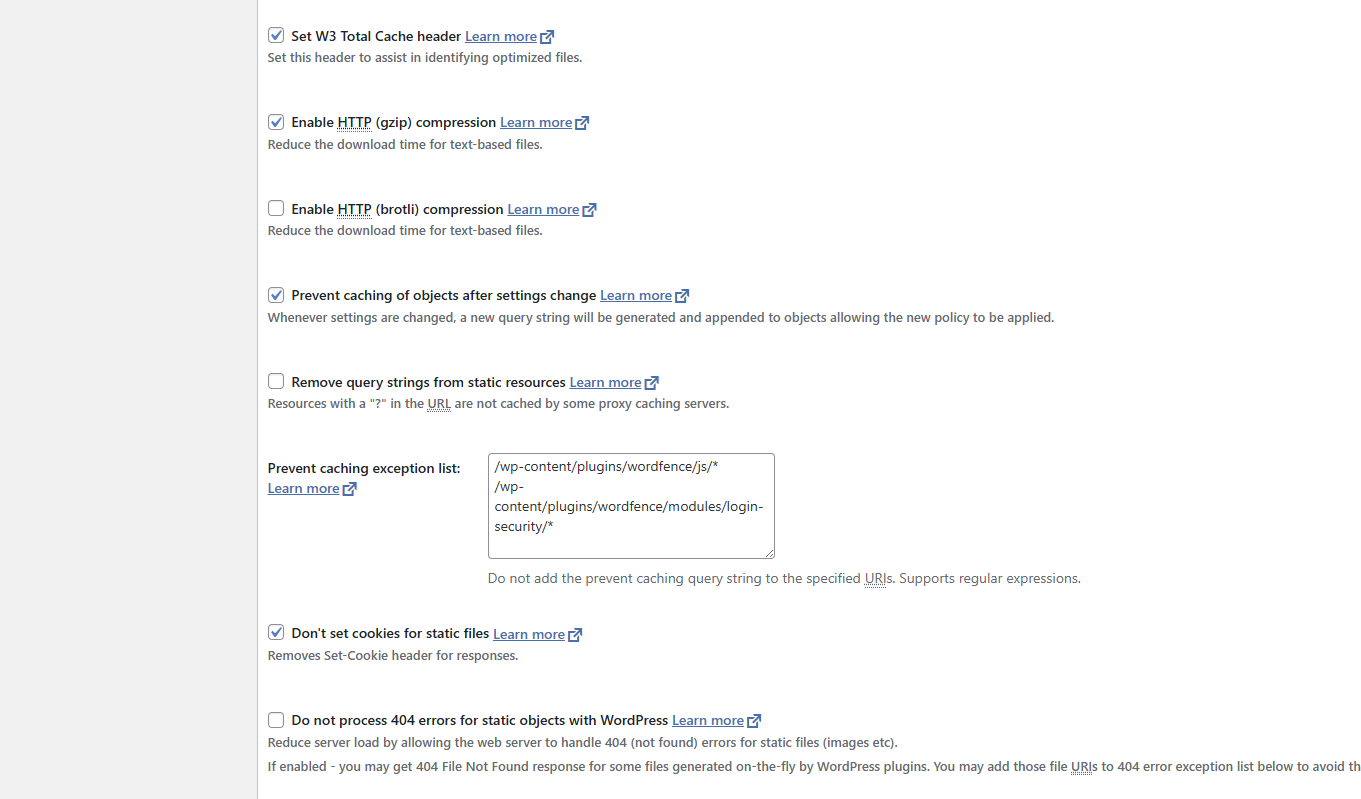 Set W3 Total Cache header Learn more
Set this header to assist in identifying optimized files.
Enable HTTP (gzip) compression Learn more
Reduce the download time for text-based files.
Enable HTTP (brotli) compression Learn more
Reduce the download time for text-based files.
Prevent caching of objects after settings change Learn more
Whenever settings are changed, a new query string will be generated and appended to objects allowing the new policy to be applied.
Remove query strings from static resources Learn more
Resources with a "?" in the URL are not cached by some proxy caching servers.
Prevent caching exception list:
Learn more
/wp-content/plugins/wordfence/js/*
/wp-
content/plugins/wordfence/modules/login-
security/*
Do not add the prevent caching query string to the specified URIs. Supports regular expressions.
Don't set cookies for static files Learn more
Removes Set-Cookie header for responses.
Do not process 404 errors for static objects with WordPress Learn more
Reduce server load by allowing the web server to handle 404 (not found) errors for static files (images etc).
If enabled - you may get 404 File Not Found response for some files generated on-the-fly by WordPress plugins. You may add those file URIs to 404 error exception list below to avoid th